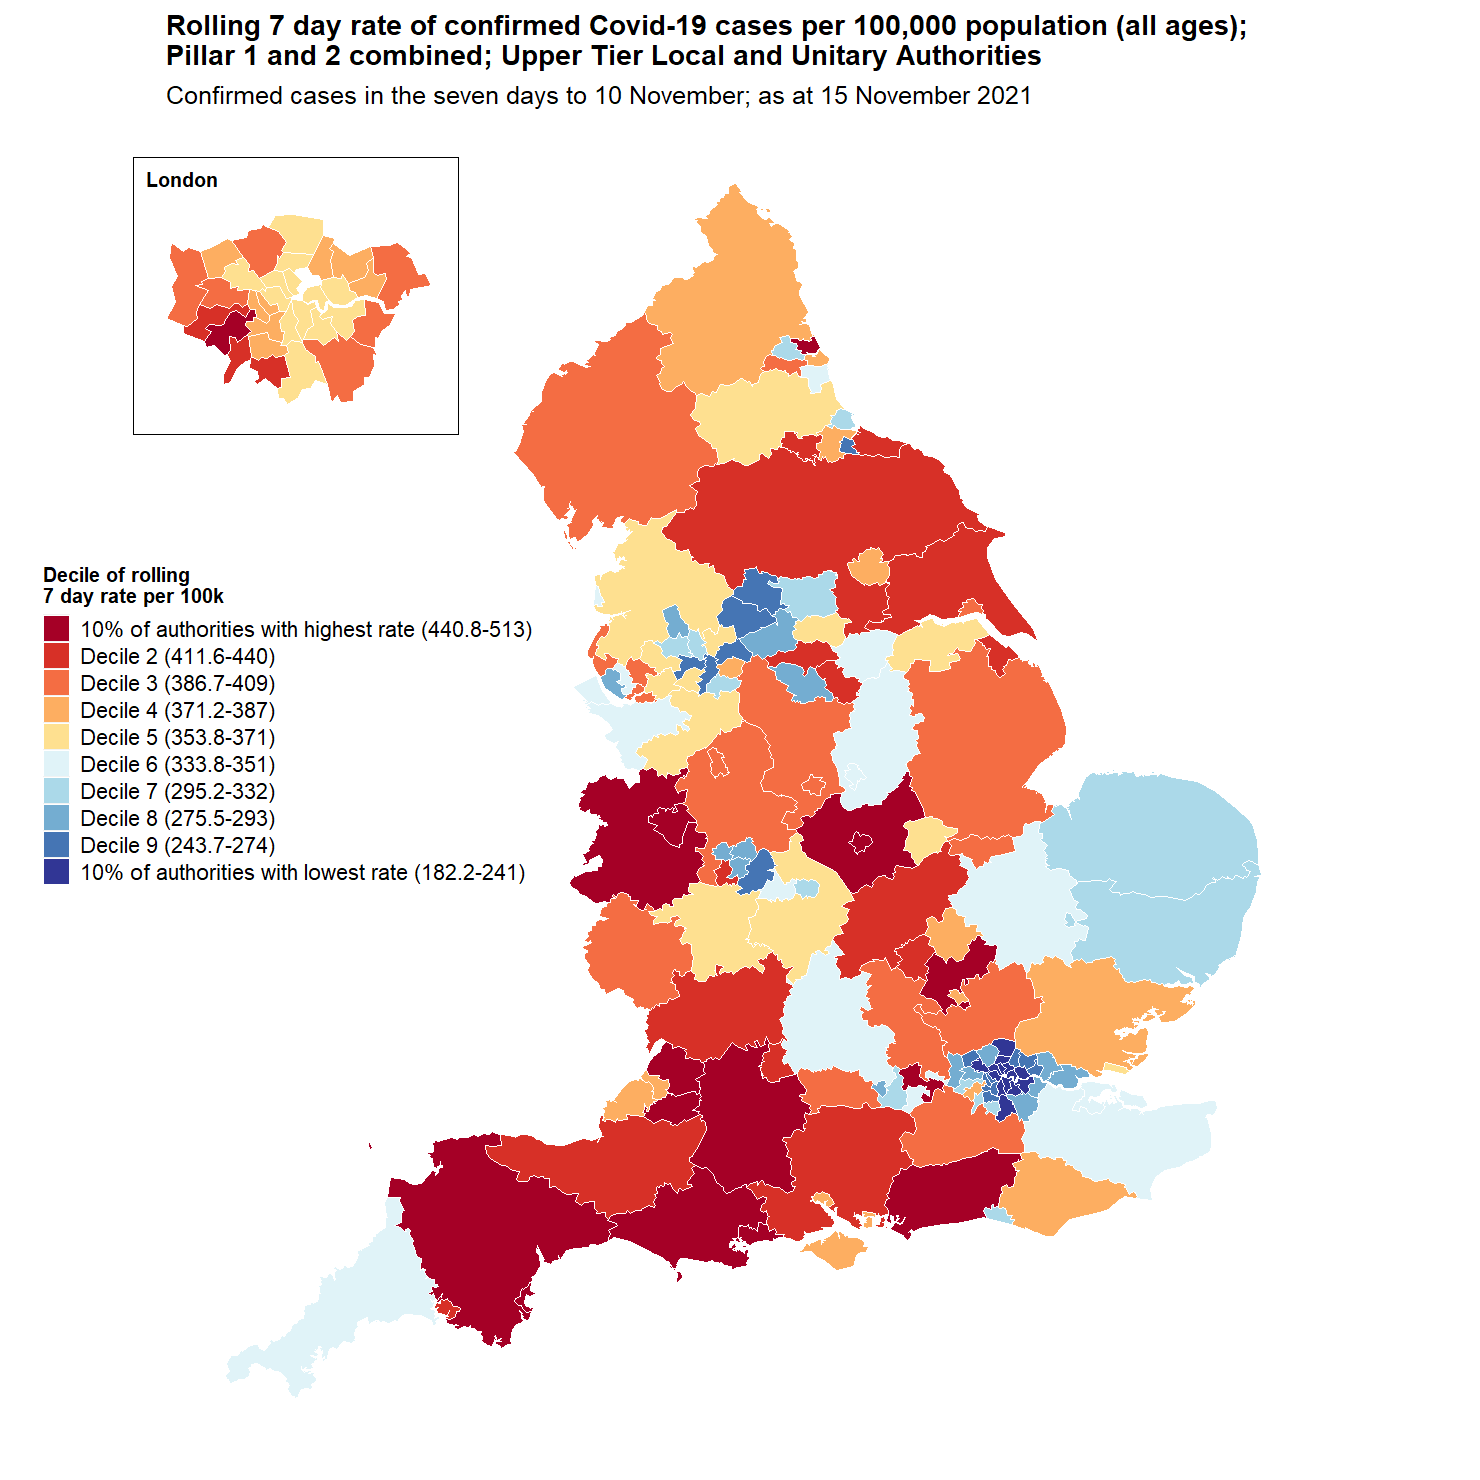 Rolling 7 day rate of confirmed Covid-19 cases per 100,000 population (all ages);
Pillar 1 and 2 combined; Upper Tier Local and Unitary Authorities
Confirmed cases in the seven days to 10 November; as at 15 November 2021
London
Decile of rolling
7 day rate per 100k
10% of authorities with highest rate (440.8-513)
Decile 2 (411.6-440)
Decile 3 (386.7-409)
Decile 4 (371.2-387)
Decile 5 (353.8-371)
Decile 6 (333.8-351)
Decile 7 (295.2-332)
Decile 8 (275.5-293)
Decile 9 (243.7-274)
10% of authorities with lowest rate (182.2-241)